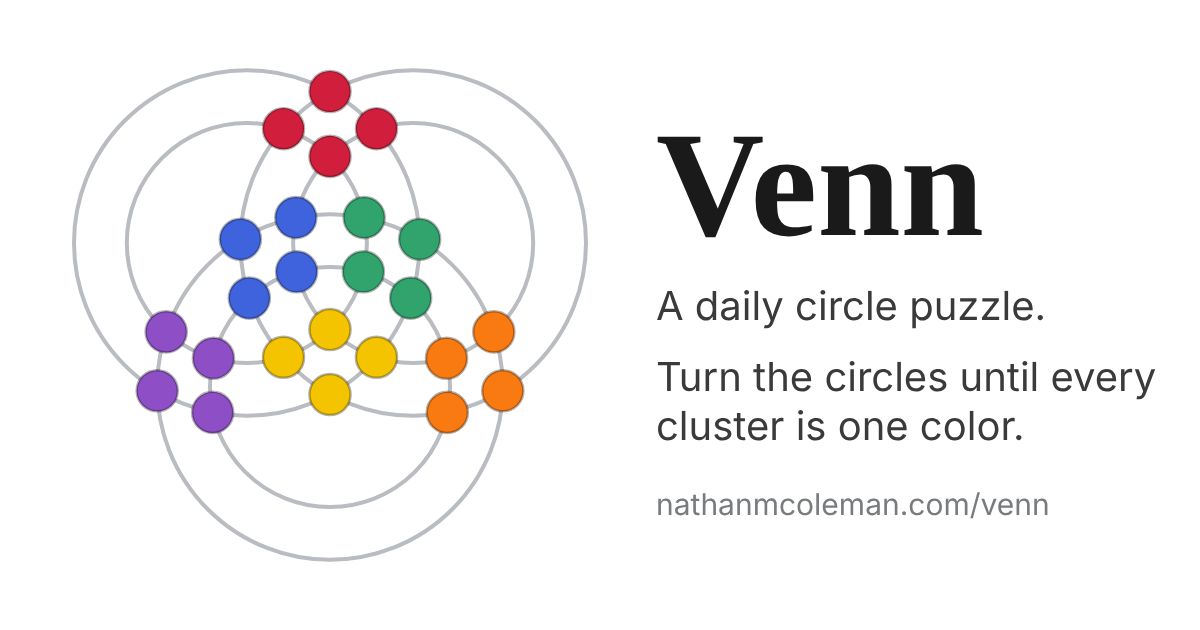 Venn
A daily circle puzzle.
Turn the circles until every
cluster is one color.
nathanmcoleman.com/venn